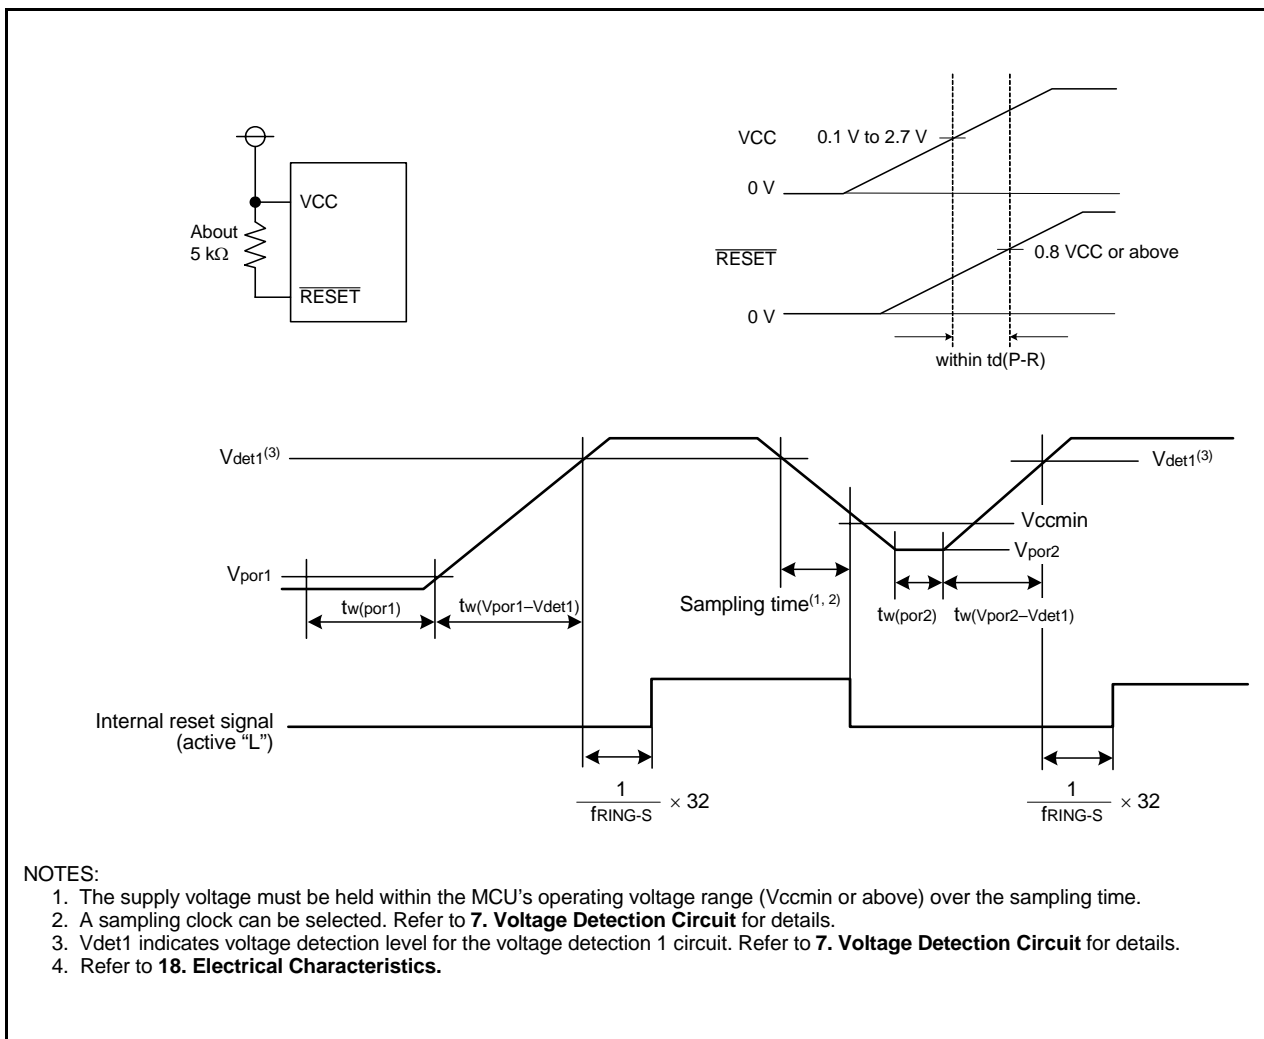 VCC
About
5 kΩ
RESET
VCC
0.1 V to 2.7 V
0 V
RESET
0.8 VCC or above
0 V
within td(P-R)
Vdet1(3)
Vdet1(3)
Vccmin
Vpor1
Vpor2
tw(por1)
tw(Vpor1–Vdet1)
Sampling time(1, 2)
tw(por2)
tw(Vpor2–Vdet1)
Internal reset signal
(active “L”)
1
fRING-S
× 32
1
fRING-S
× 32
NOTES:
1. The supply voltage must be held within the MCU’s operating voltage range (Vccmin or above) over the sampling time.
2. A sampling clock can be selected. Refer to 7. Voltage Detection Circuit for details.
3. Vdet1 indicates voltage detection level for the voltage detection 1 circuit. Refer to 7. Voltage Detection Circuit for details.
4. Refer to 18. Electrical Characteristics.